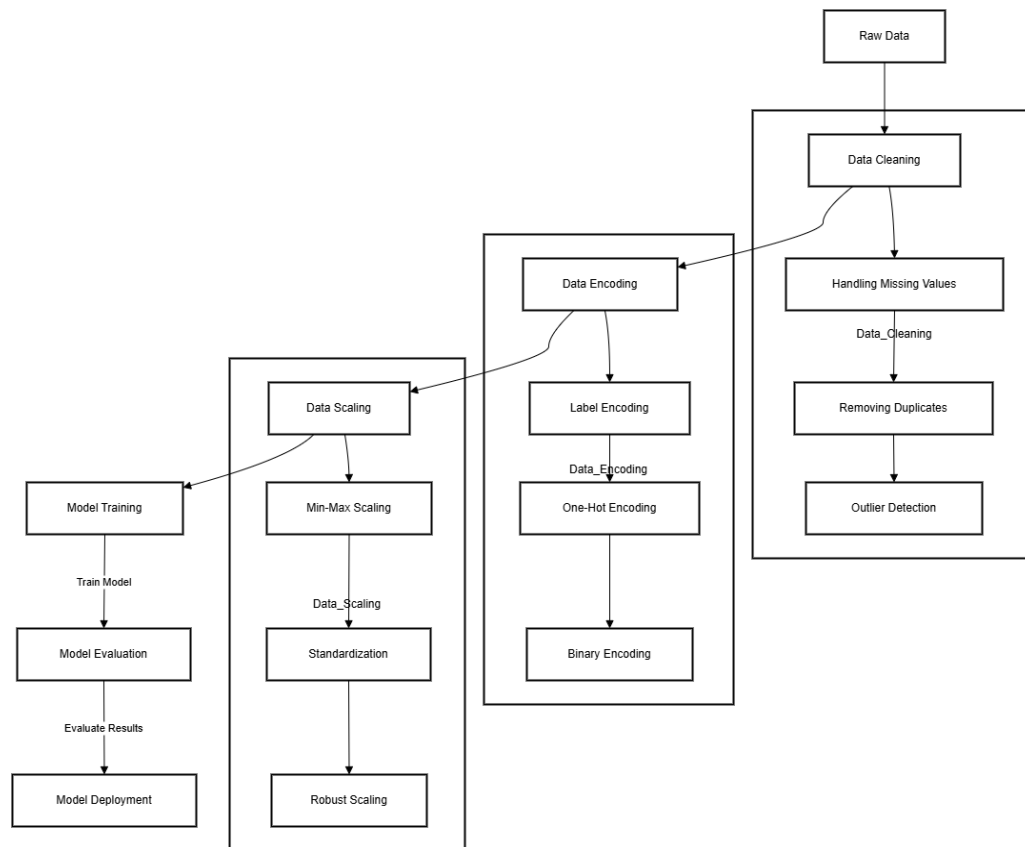 Raw Data
Data Cleaning
Data Encoding
Handling Missing Values
Data_Cleaning
Data Scaling
Label Encoding
Removing Duplicates
Data_Encoding
Model Training
Min-Max Scaling
One-Hot Encoding
Outlier Detection
Train Model
Data_Scaling
Model Evaluation
Standardization
Binary Encoding
Evaluate Results
Model Deployment
Robust Scaling